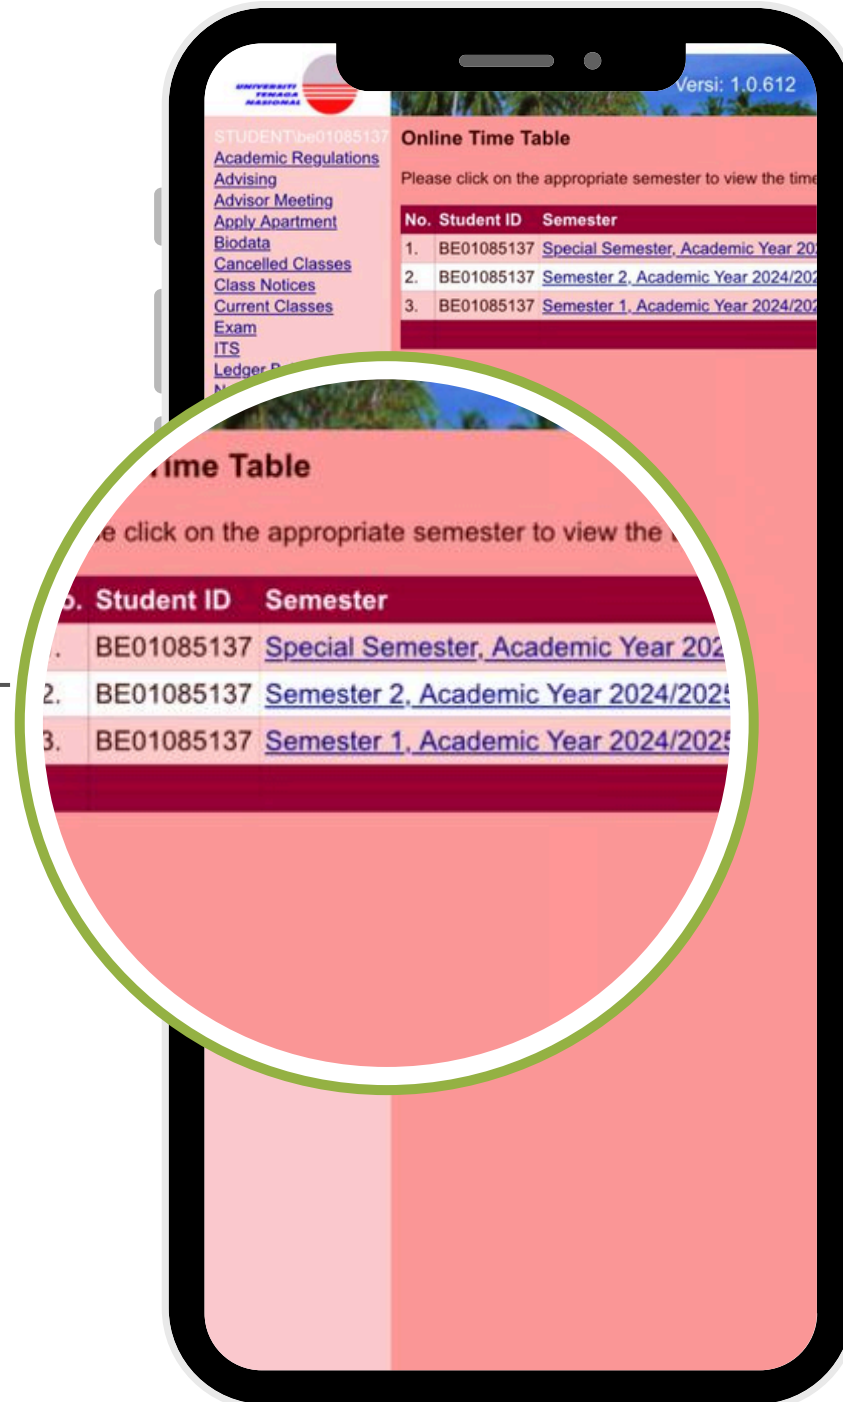 UNIVERSITI
TENAGA
NASIONAL
Versi: 1.0.612
STUDENT\be01085137
Academic Regulations
Advising
Advisor Meeting
Apply Apartment
Biodata
Cancelled Classes
Class Notices
Current Classes
Exam
ITS
Ledger
Online Time Table
Please click on the appropriate semester to view the time
No. Student ID Semester
1. BE01085137 Special Semester, Academic Year 20
2. BE01085137 Semester 2, Academic Year 2024/202
3. BE01085137 Semester 1, Academic Year 2024/202
Time Table
click on the appropriate semester to view the
Student ID Semester
BE01085137 Special Semester, Academic Year 202
2. BE01085137 Semester 2, Academic Year 2024/2025
3. BE01085137 Semester 1, Academic Year 2024/2025